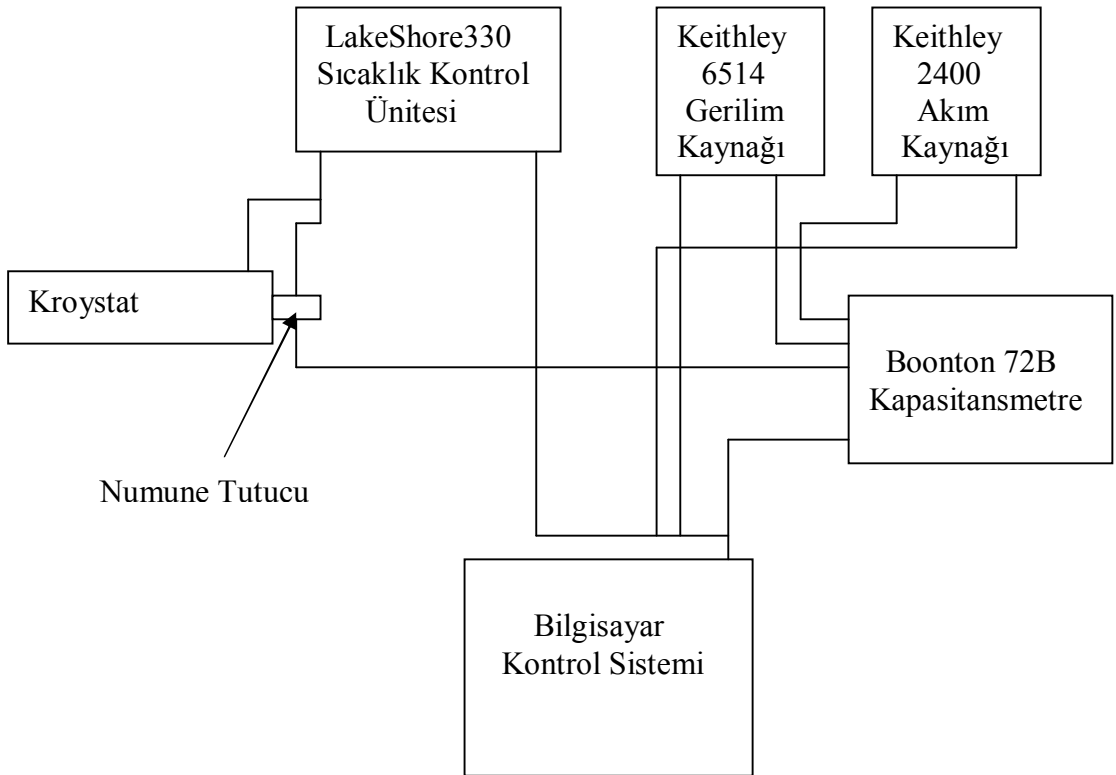 LakeShore330
Sıcaklık Kontrol
Ünitesi
Keithley
6514
Gerilim
Kaynağı
Keithley
2400
Akım
Kaynağı
Kroystat
Boonton 72B
Kapasitansmetre
Numune Tutucu
Bilgisayar
Kontrol Sistemi